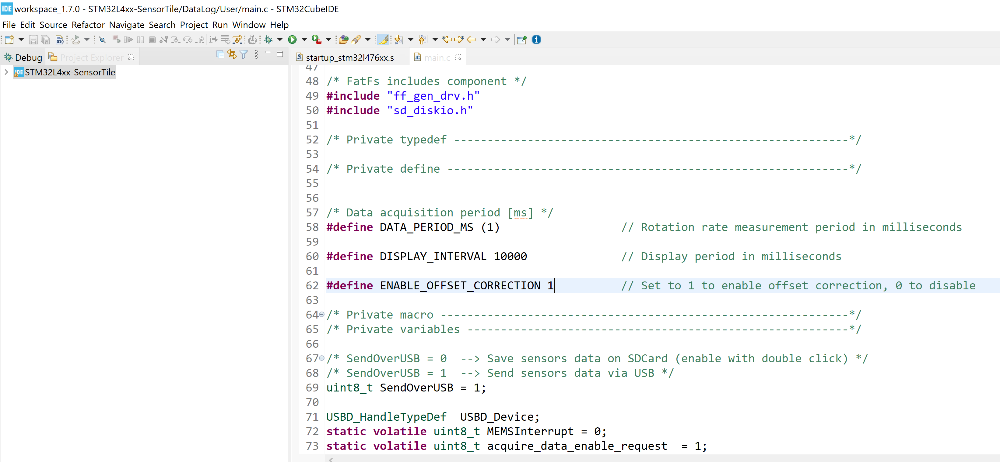 IDE workspace_1.7.0 - STM32L4xx-SensorTile/DataLog/User/main.c - STM32CubeIDE
File Edit Source Refactor Navigate Search Project Run Window Help
010
Debug Project Explorer
IDE STM32L4xx-SensorTile
.S startup_stm32l476xx.s .c main.c
47
48 /* FatFs includes component */
49 #include "ff_gen_drv.h"
50 #include "sd_diskio.h"
51
52 /* Private typedef -----------------------------------------------------------*/
53
54 /* Private define ------------------------------------------------------------*/
55
56
57 /* Data acquisition period [ms] */
58 #define DATA_PERIOD_MS (1) // Rotation rate measurement period in milliseconds
59
60 #define DISPLAY_INTERVAL 10000 // Display period in milliseconds
61
62 #define ENABLE_OFFSET_CORRECTION 1 // Set to 1 to enable offset correction, 0 to disable
63
64 /* Private macro -------------------------------------------------------------*/
65 /* Private variables ---------------------------------------------------------*/
66
67 /* SendOverUSB = 0  --> Save sensors data on SDCard (enable with double click) */
68 /* SendOverUSB = 1  --> Send sensors data via USB */
69 uint8_t SendOverUSB = 1;
70
71 USBD_HandleTypeDef  USBD_Device;
72 static volatile uint8_t MEMSInterrupt = 0;
73 static volatile uint8_t acquire_data_enable_request  = 1;